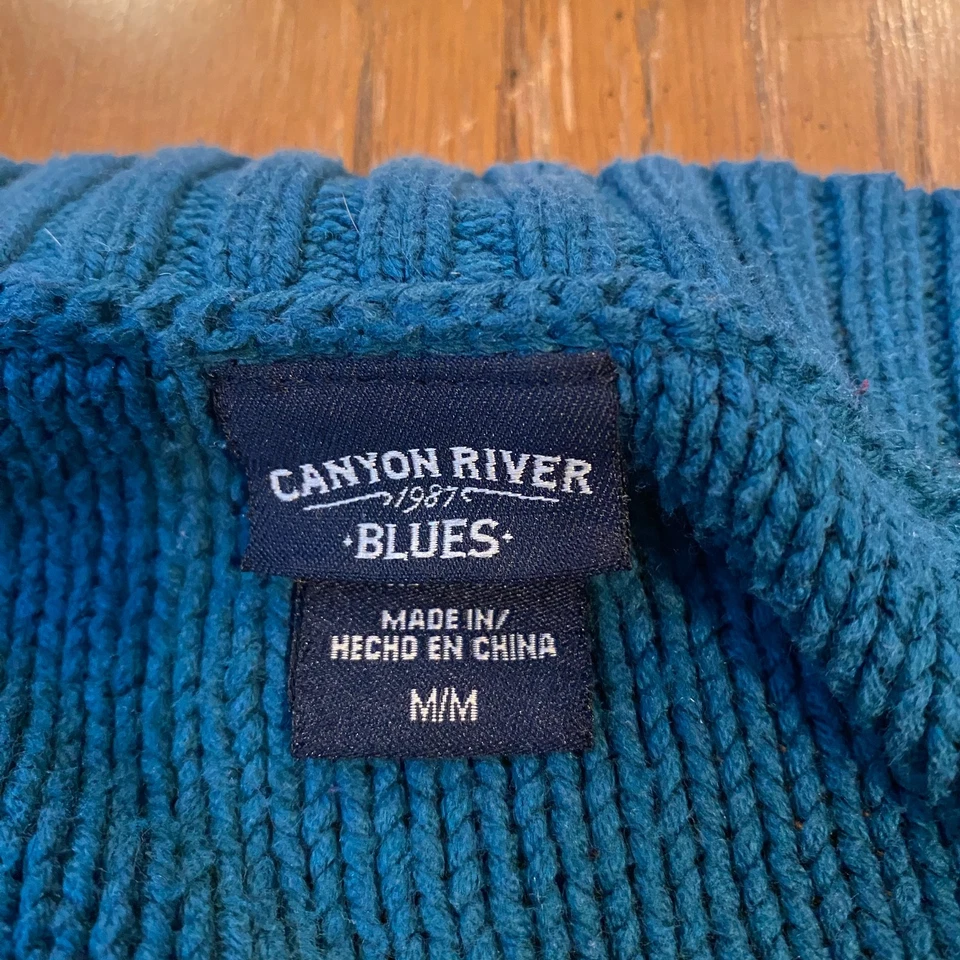 CANYON RIVER
1987
·BLUES·
MADE IN/
HECHO EN CHINA
M/M